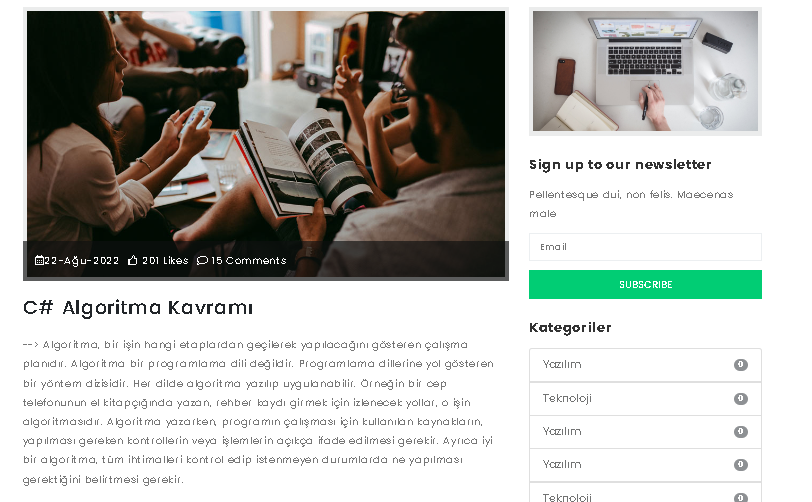 22-Ağu-2022 201 Likes 15 Comments
C# Algoritma Kavramı
--> Algoritma, bir işin hangi etaplardan geçilerek yapılacağını gösteren çalışma
planıdır. Algoritma bir programlama dili değildir. Programlama dillerine yol gösteren
bir yöntem dizisidir. Her dilde algoritma yazılıp uygulanabilir. Örneğin bir cep
telefonunun el kitapçığında yazan, rehber kaydı girmek için izlenecek yollar, o işin
algoritmasıdır. Algoritma yazarken, programın çalışması için kullanılan kaynakların,
yapılması gereken kontrollerin veya işlemlerin açıkça ifade edilmesi gerekir. Ayrıca iyi
bir algoritma, tüm ihtimalleri kontrol edip istenmeyen durumlarda ne yapılması
gerektiğini belirtmesi gerekir.
Sign up to our newsletter
Pellentesque dui, non felis. Maecenas
male
Email
SUBSCRIBE
Kategoriler
Yazılım 0
Teknoloji 0
Yazılım 0
Yazılım 0
Teknoloji 0